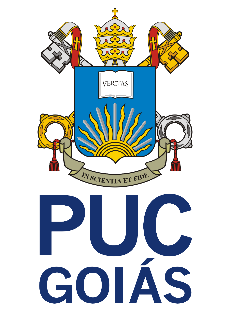 VERITAS
IN SCIENTIA ET FIDE
PUC
GOIÁS